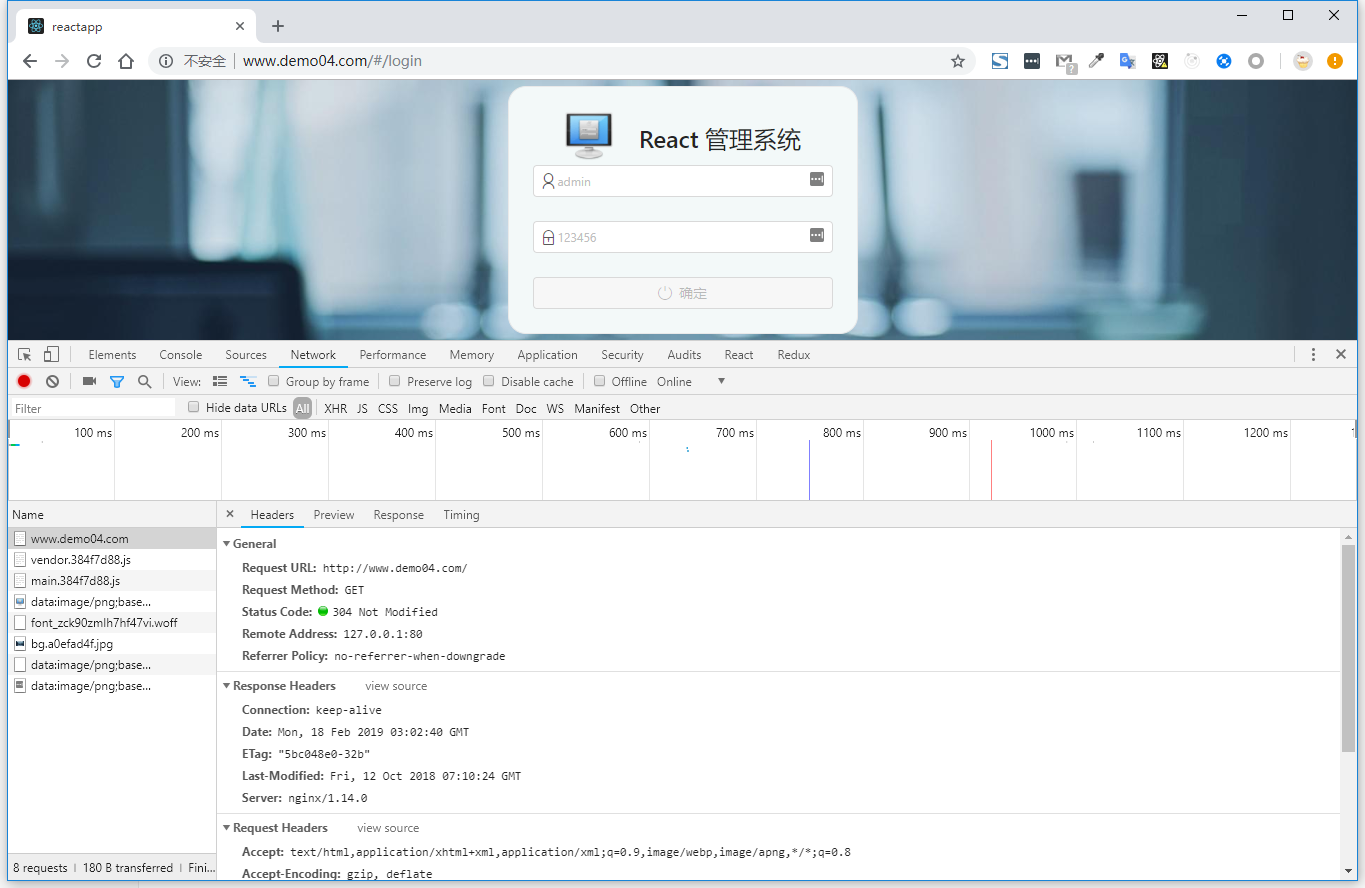 reactapp
不安全 www.demo04.com/#/login
React 管理系统
admin
123456
确定
Elements Console Sources Network Performance Memory Application Security Audits React Redux
View: Group by frame Preserve log Disable cache Offline Online
Filter Hide data URLs All XHR JS CSS Img Media Font Doc WS Manifest Other
100 ms 200 ms 300 ms 400 ms 500 ms 600 ms 700 ms 800 ms 900 ms 1000 ms 1100 ms 1200 ms
Name
www.demo04.com
vendor.384f7d88.js
main.384f7d88.js
data:image/png;base...
font_zck90zmlh7hf47vi.woff
bg.a0efad4f.jpg
data:image/png;base...
data:image/png;base...
8 requests 180 B transferred Fini...
Headers Preview Response Timing
General
Request URL: http://www.demo04.com/
Request Method: GET
Status Code: 304 Not Modified
Remote Address: 127.0.0.1:80
Referrer Policy: no-referrer-when-downgrade
Response Headers view source
Connection: keep-alive
Date: Mon, 18 Feb 2019 03:02:40 GMT
ETag: "5bc048e0-32b"
Last-Modified: Fri, 12 Oct 2018 07:10:24 GMT
Server: nginx/1.14.0
Request Headers view source
Accept: text/html,application/xhtml+xml,application/xml;q=0.9,image/webp,image/apng,*/*;q=0.8
Accept-Encoding: gzip, deflate